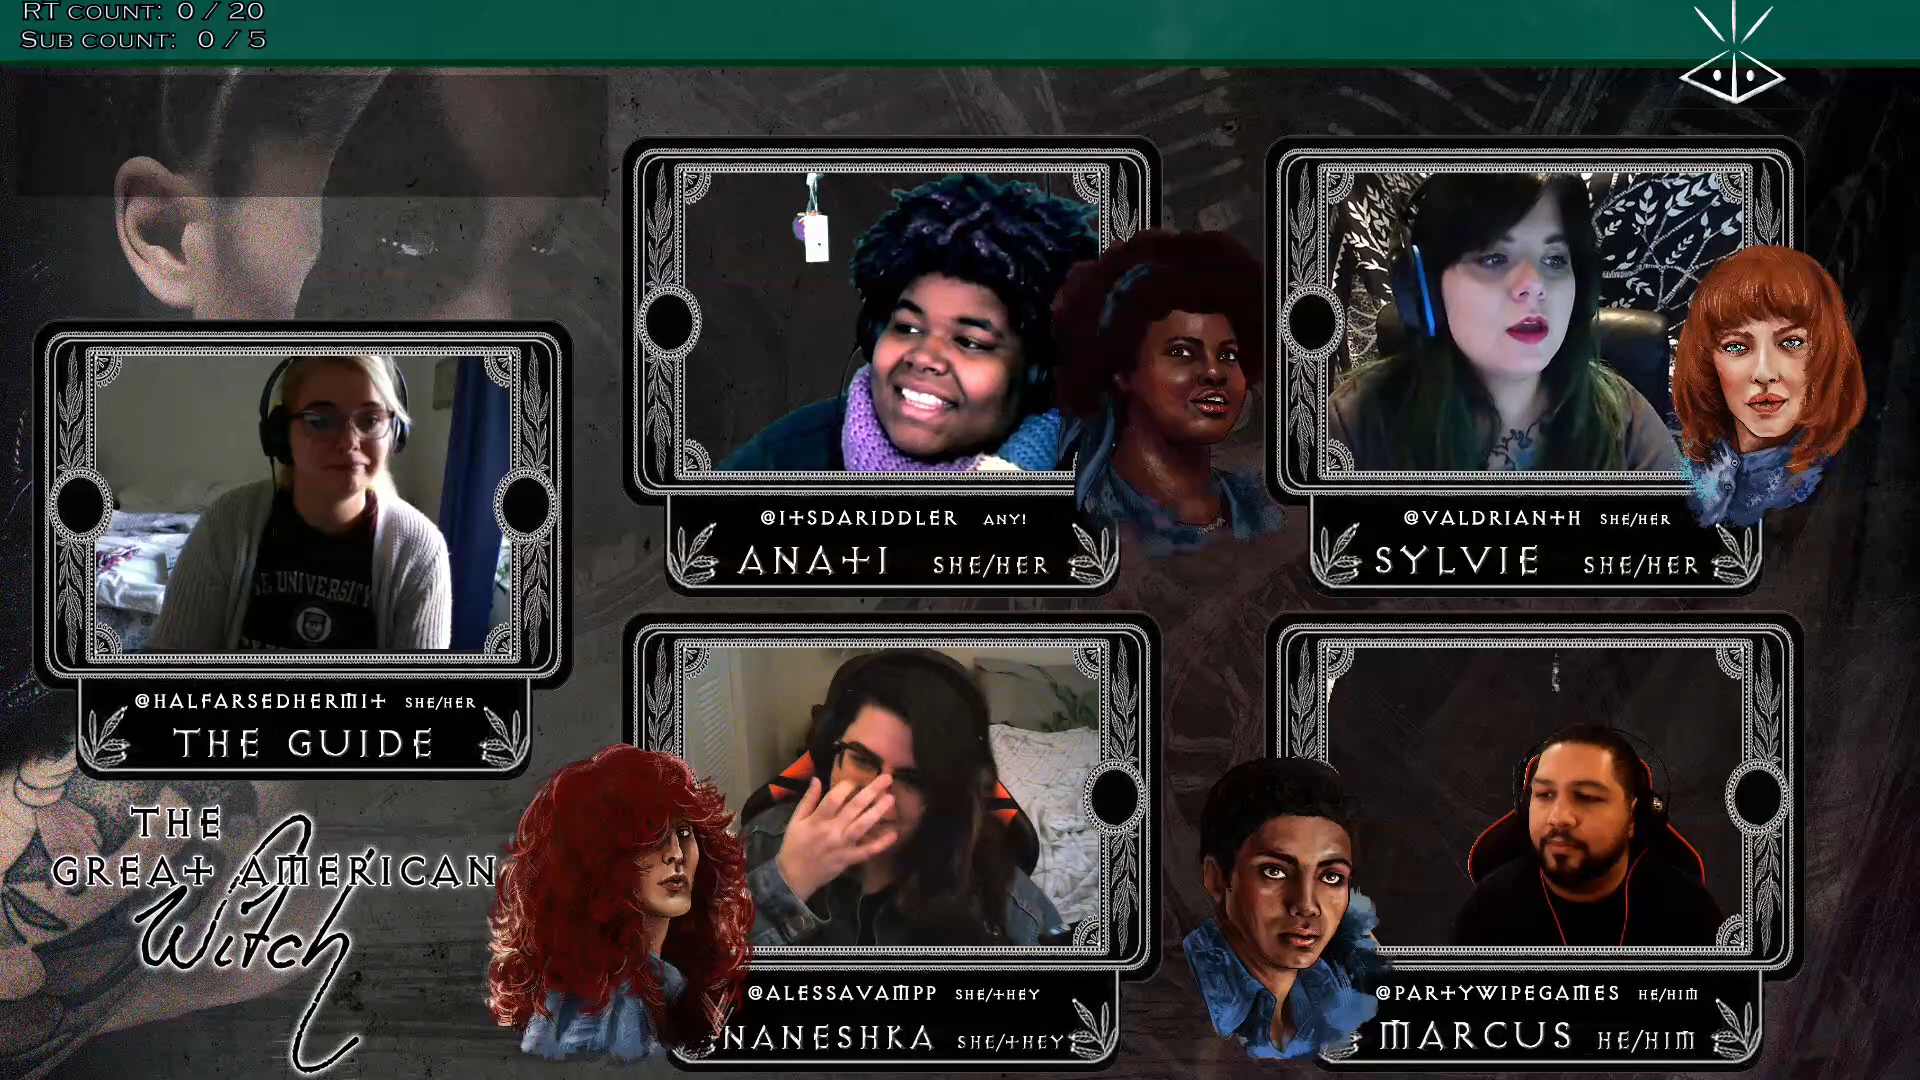 RT COUNT: 0 / 20
SUB COUNT: 0 / 5
@ITSDARIDDLER ANY!
ANATI SHE/HER
@VALDRIANTH SHE/HER
SYLVIE SHE/HER
UNIVERSITY
@HALFARSEDHERMIT SHE/HER
THE GUIDE
THE
GREAT AMERICAN
Witch
@ALESSAVAMPP SHE/THEY
NANESHKA SHE/THEY
@PARTYWIPEGAMES HE/HIM
MARCUS HE/HIM